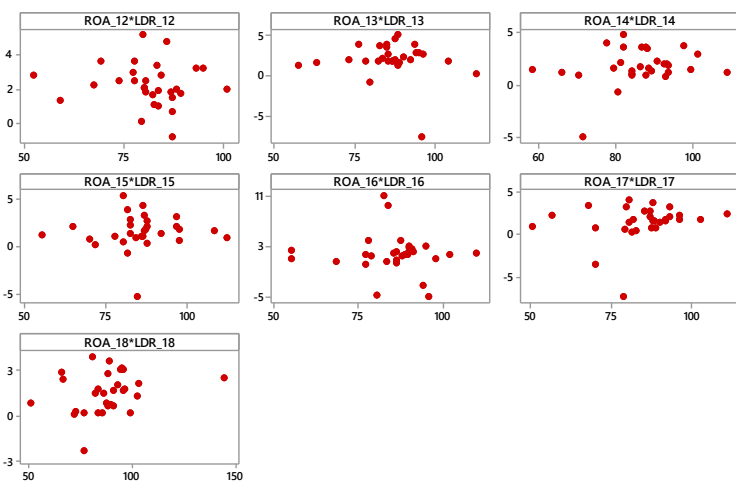 ROA_12*LDR_12 ROA_13*LDR_13 ROA_14*LDR_14
4 2 0
50 75 100
5 0 -5
50 75 100
5 0 -5
60 80 100
ROA_15*LDR_15 ROA_16*LDR_16 ROA_17*LDR_17
5 0 -5
50 75 100
11 3 -5
50 75 100
5 0 -5
50 75 100
ROA_18*LDR_18
3 0 -3
50 100 150